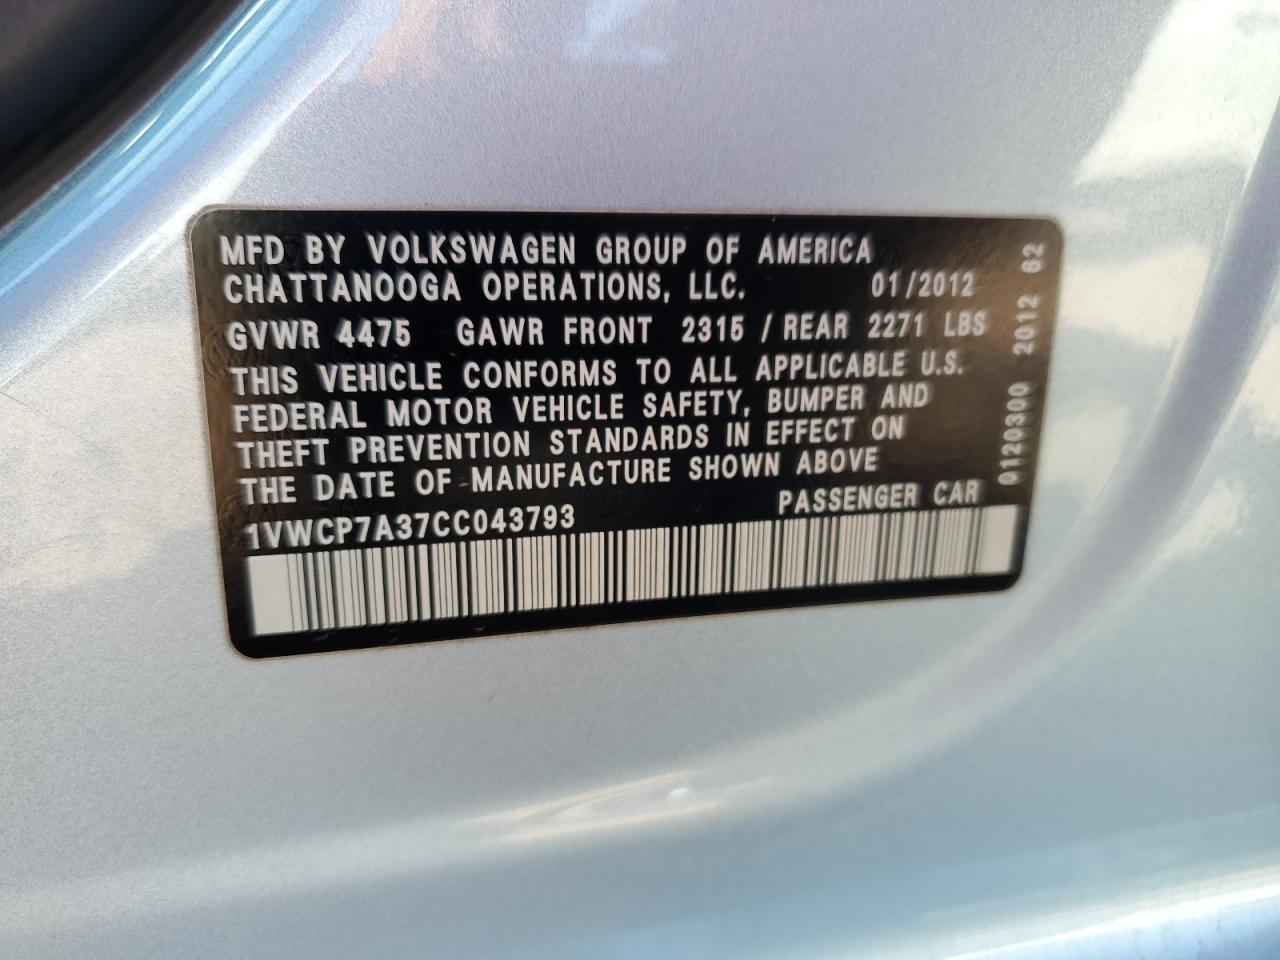 MFD BY VOLKSWAGEN GROUP OF AMERICA
CHATTANOOGA OPERATIONS, LLC. 01/2012
GVWR 4475 GAWR FRONT 2315 / REAR 2271 LBS
THIS VEHICLE CONFORMS TO ALL APPLICABLE U.S.
FEDERAL MOTOR VEHICLE SAFETY, BUMPER AND
THEFT PREVENTION STANDARDS IN EFFECT ON
THE DATE OF MANUFACTURE SHOWN ABOVE
1VWCP7A37CC043793 PASSENGER CAR
0120300 2012 62